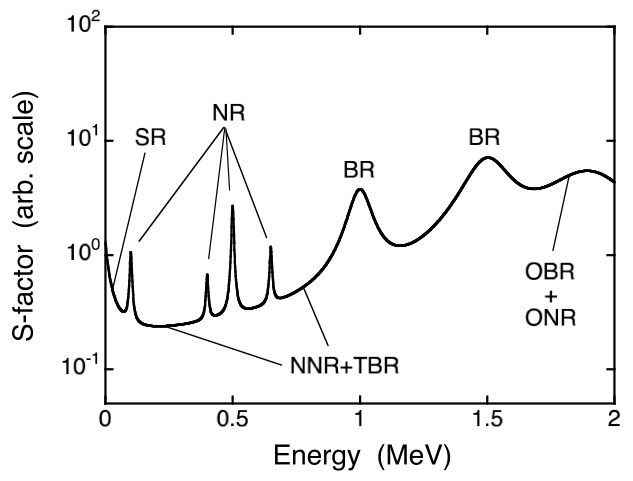 10²
10¹
10⁰
10⁻¹
S-factor (arb. scale)
SR
NR
BR
BR
OBR
+
ONR
NNR+TBR
0 0.5 1 1.5 2
Energy (MeV)